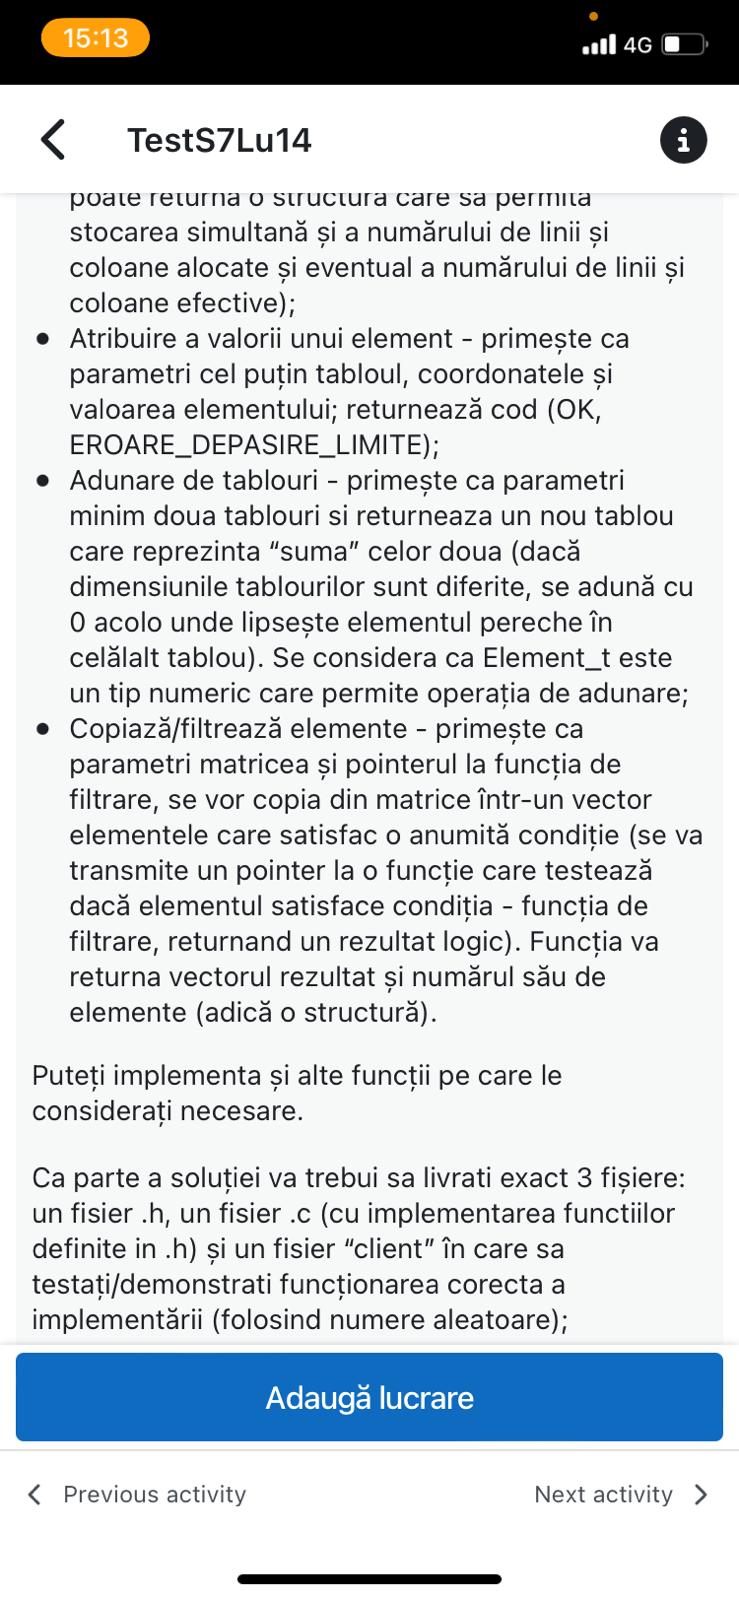 15:13
4G
TestS7Lu14
poate returna o structura care să permită
stocarea simultană și a numărului de linii și
coloane alocate și eventual a numărului de linii și
coloane efective);
Atribuire a valorii unui element - primește ca
parametri cel puțin tabloul, coordonatele și
valoarea elementului; returnează cod (OK,
EROARE_DEPASIRE_LIMITE);
Adunare de tablouri - primește ca parametri
minim doua tablouri si returneaza un nou tablou
care reprezinta “suma” celor doua (dacă
dimensiunile tablourilor sunt diferite, se adună cu
0 acolo unde lipsește elementul pereche în
celălalt tablou). Se considera ca Element_t este
un tip numeric care permite operația de adunare;
Copiază/filtrează elemente - primește ca
parametri matricea și pointerul la funcția de
filtrare, se vor copia din matrice într-un vector
elementele care satisfac o anumită condiție (se va
transmite un pointer la o funcție care testează
dacă elementul satisface condiția - funcția de
filtrare, returnand un rezultat logic). Funcția va
returna vectorul rezultat și numărul său de
elemente (adică o structură).
Puteți implementa și alte funcții pe care le
considerați necesare.
Ca parte a soluției va trebui sa livrati exact 3 fișiere:
un fisier .h, un fisier .c (cu implementarea functiilor
definite in .h) și un fisier “client” în care sa
testați/demonstrati funcționarea corecta a
implementării (folosind numere aleatoare);
Adaugă lucrare
Previous activity
Next activity